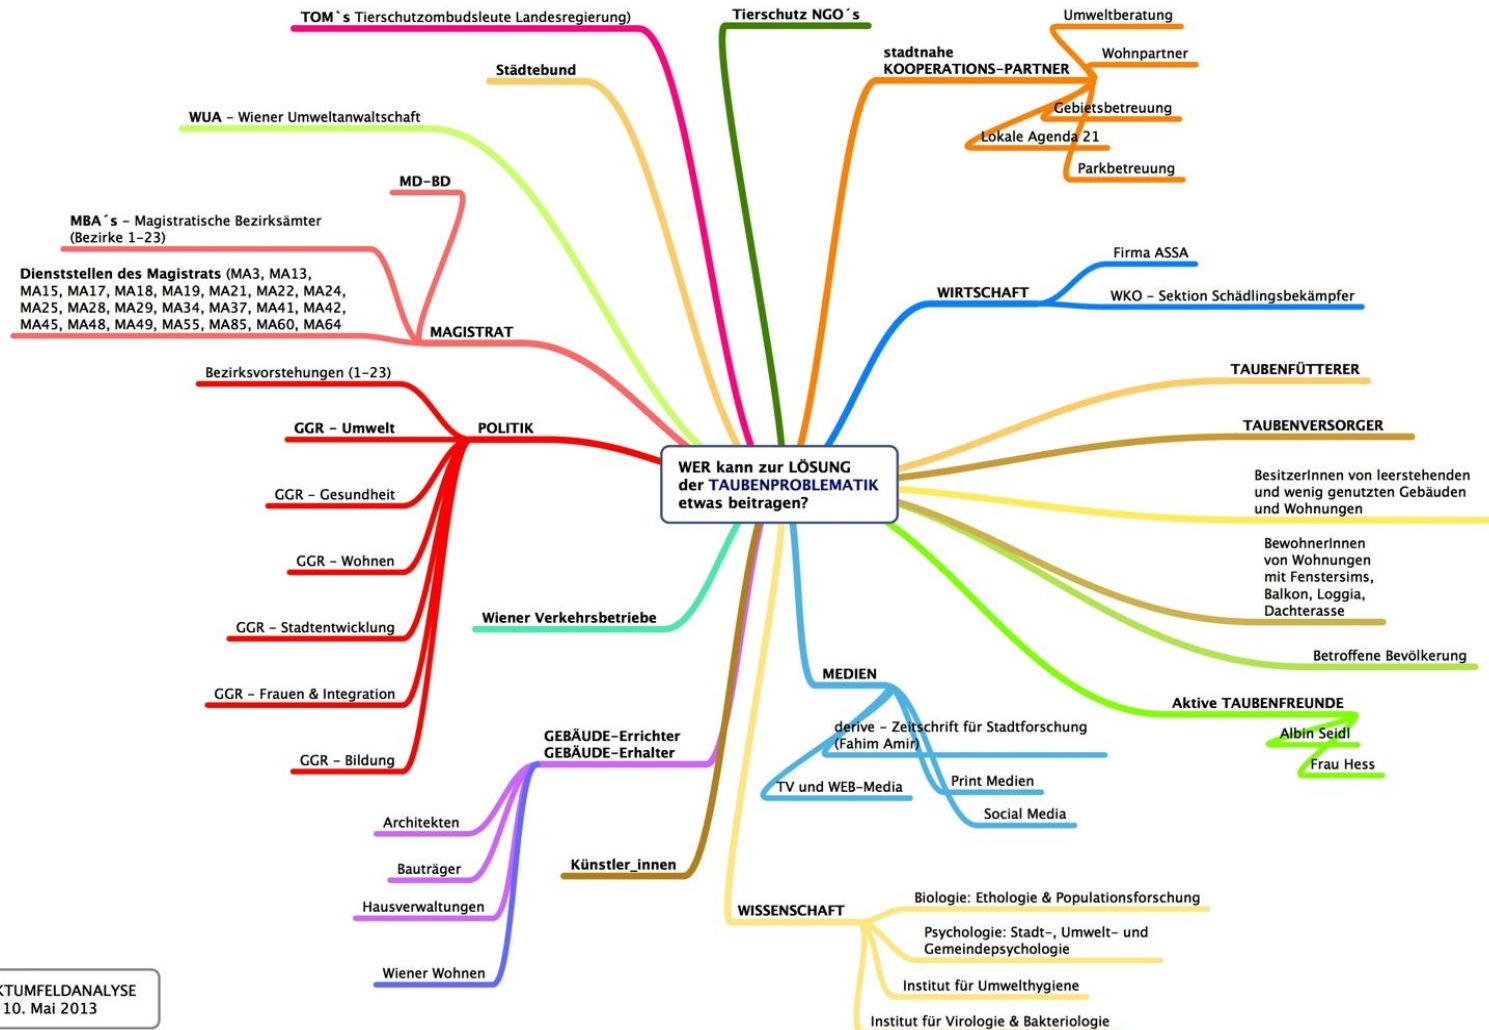 WER kann zur LÖSUNG
der TAUBENPROBLEMATIK
etwas beitragen?
TOM`s Tierschutzombudsleute Landesregierung)
Städtebund
WUA – Wiener Umweltanwaltschaft
MAGISTRAT
MD-BD
MBA´s – Magistratische Bezirksämter
(Bezirke 1-23)
Dienststellen des Magistrats (MA3, MA13,
MA15, MA17, MA18, MA19, MA21, MA22, MA24,
MA25, MA28, MA29, MA34, MA37, MA41, MA42,
MA45, MA48, MA49, MA55, MA85, MA60, MA64
POLITIK
Bezirksvorstehungen (1-23)
GGR – Umwelt
GGR – Gesundheit
GGR – Wohnen
GGR – Stadtentwicklung
GGR – Frauen & Integration
GGR – Bildung
Wiener Verkehrsbetriebe
GEBÄUDE-Errichter
GEBÄUDE-Erhalter
Architekten
Bauträger
Hausverwaltungen
Wiener Wohnen
Künstler_innen
Tierschutz NGO´s
stadtnahe
KOOPERATIONS-PARTNER
Umweltberatung
Wohnpartner
Gebietsbetreuung
Lokale Agenda 21
Parkbetreuung
WIRTSCHAFT
Firma ASSA
WKO – Sektion Schädlingsbekämpfer
TAUBENFÜTTERER
TAUBENVERSORGER
BesitzerInnen von leerstehenden
und wenig genutzten Gebäuden
und Wohnungen
BewohnerInnen
von Wohnungen
mit Fenstersims,
Balkon, Loggia,
Dachterasse
Betroffene Bevölkerung
Aktive TAUBENFREUNDE
Albin Seidl
Frau Hess
MEDIEN
derive – Zeitschrift für Stadtforschung
(Fahim Amir)
TV und WEB-Media
Print Medien
Social Media
WISSENSCHAFT
Biologie: Ethologie & Populationsforschung
Psychologie: Stadt-, Umwelt- und
Gemeindepsychologie
Institut für Umwelthygiene
Institut für Virologie & Bakteriologie
KTUMFELDANALYSE
10. Mai 2013